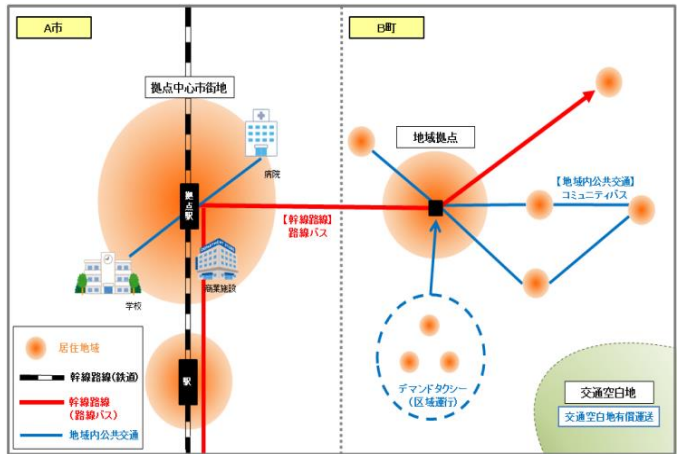 A市
B町
拠点中心市街地
病院
拠点駅
【幹線路線】
路線バス
学校
商業施設
駅
地域拠点
【地域内公共交通】
コミュニティバス
デマンドタクシー
(区域運行)
交通空白地
交通空白地有償運送
居住地域
幹線路線(鉄道)
幹線路線
(路線バス)
地域内公共交通